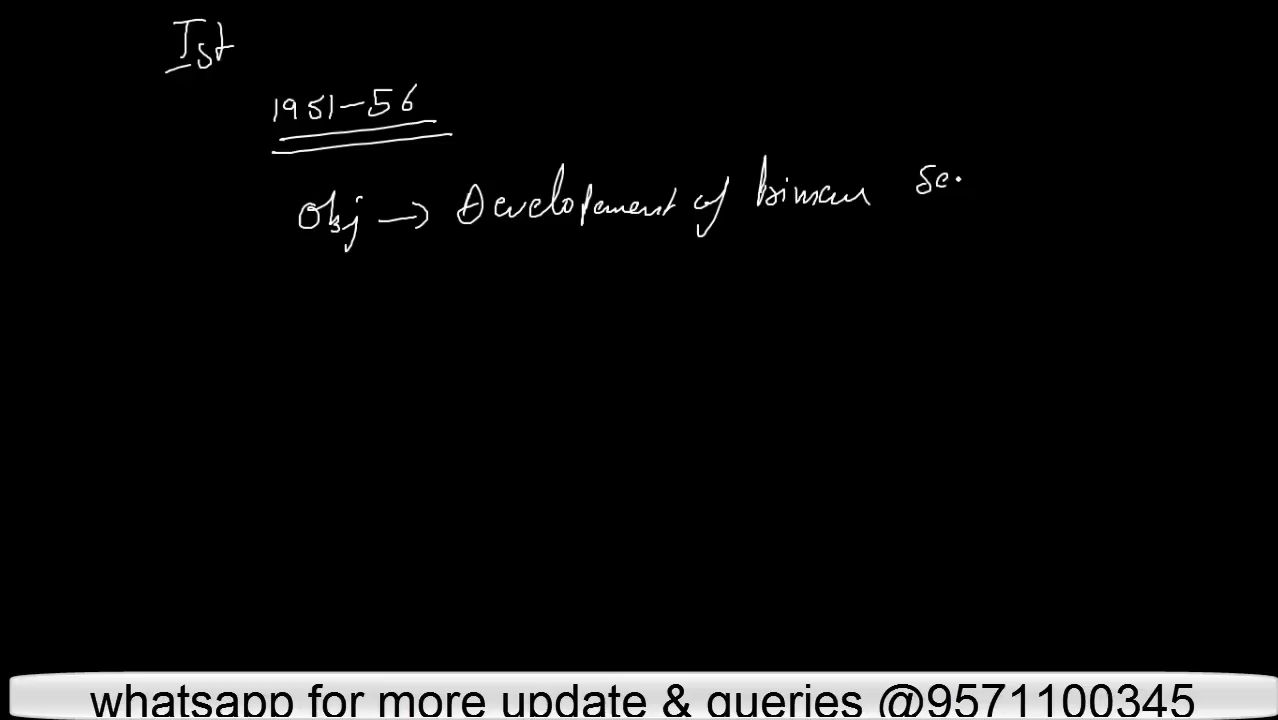 Ist
1951-56
Obj → Development of primary Se.
whatsapp for more update & queries @9571100345